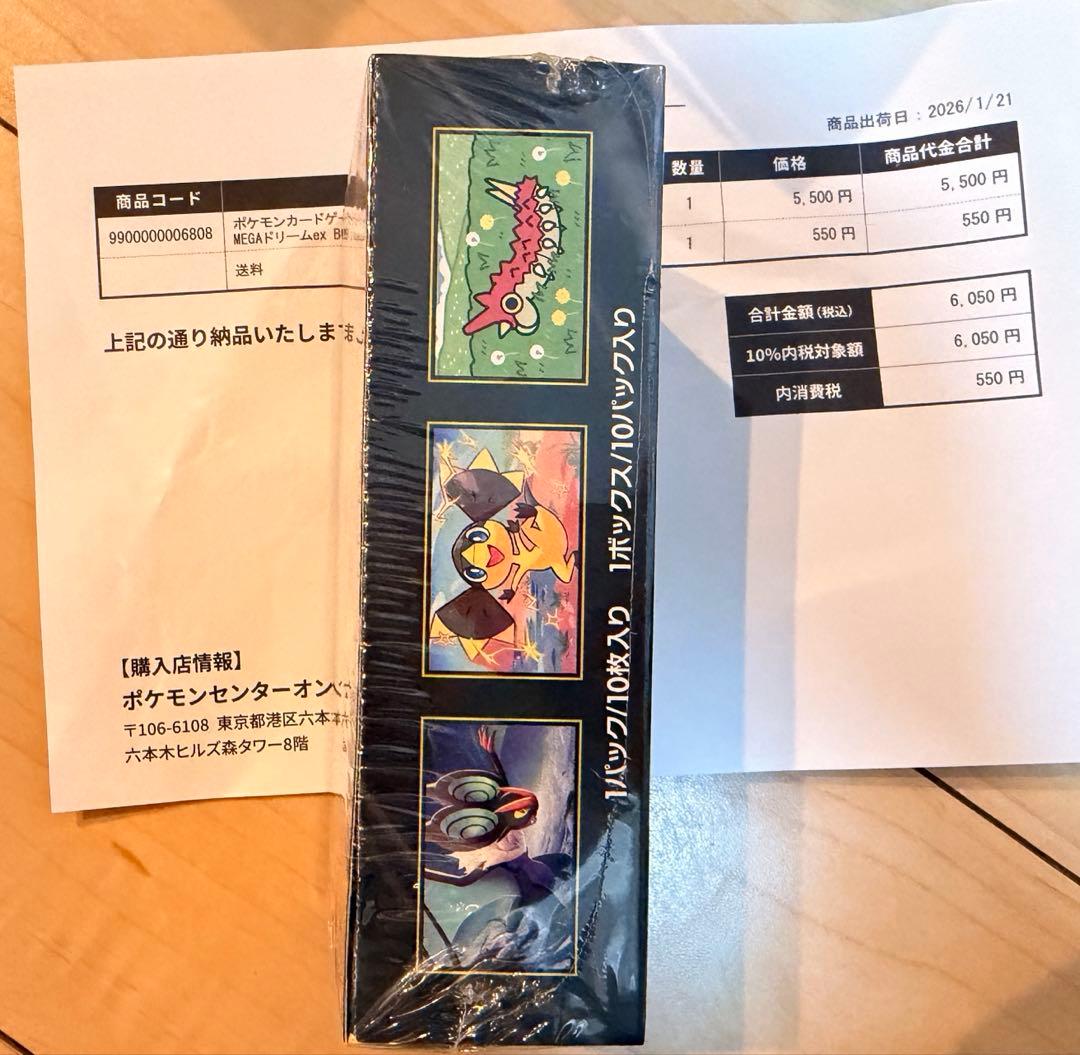 商品出荷日：2026/1/21
商品コード 数量 価格 商品代金合計
9900000006808 ポケモンカードゲー
MEGAドリームex 1 5,500 円 5,500 円
送料 1 550 円 550 円
上記の通り納品いたしま
合計金額(税込) 6,050 円
10%内税対象額 6,050 円
内消費税 550 円
【購入店情報】
ポケモンセンターオン
〒106-6108 東京都港区六本
六本木ヒルズ森タワー8階
1パック/10枚入り 1ボックス/10パック入り